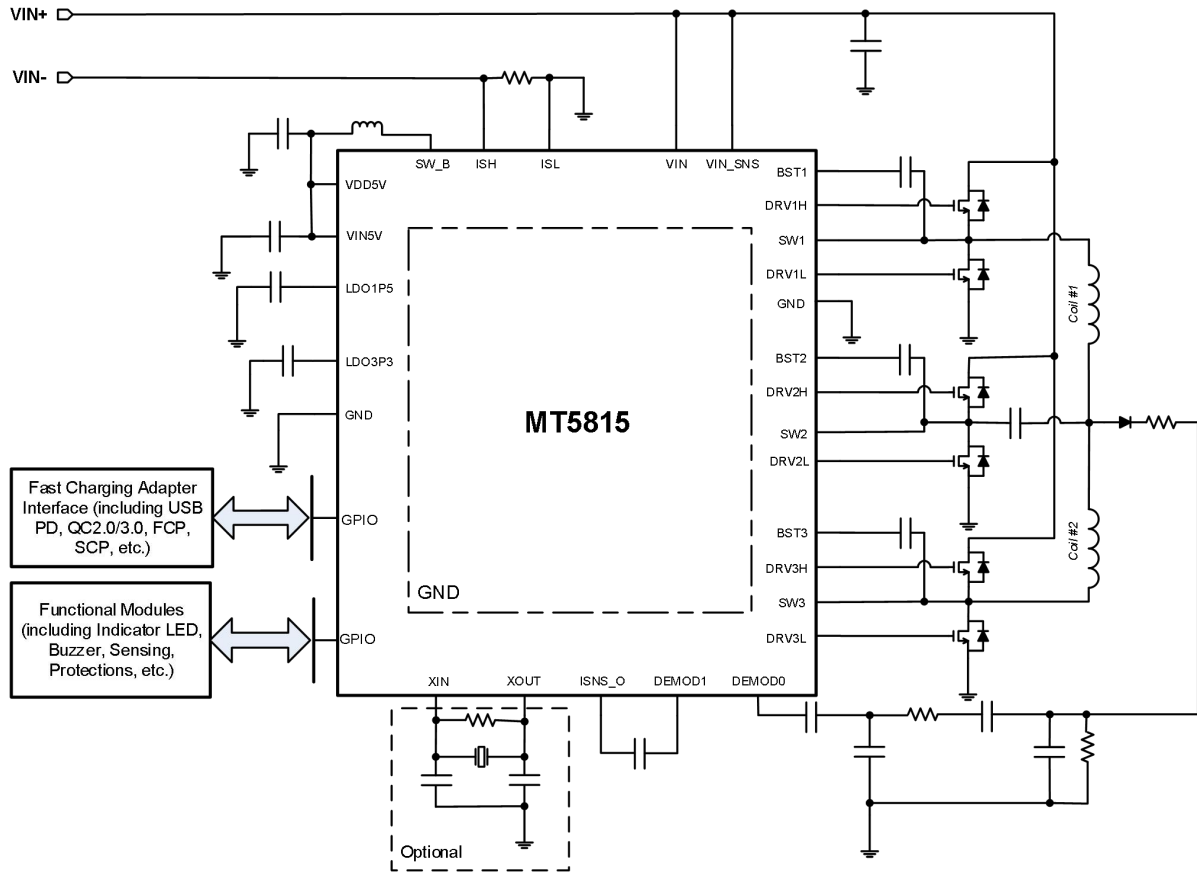 VIN+
VIN-
SW_B
ISH
ISL
VIN
VIN_SNS
VDD5V
VIN5V
LDO1P5
LDO3P3
GND
GPIO
GPIO
BST1
DRV1H
SW1
DRV1L
GND
BST2
DRV2H
SW2
DRV2L
BST3
DRV3H
SW3
DRV3L
MT5815
GND
Coil #1
Coil #2
Fast Charging Adapter
Interface (including USB
PD, QC2.0/3.0, FCP,
SCP, etc.)
Functional Modules
(including Indicator LED,
Buzzer, Sensing,
Protections, etc.)
XIN
XOUT
ISNS_O
DEMOD1
DEMOD0
Optional